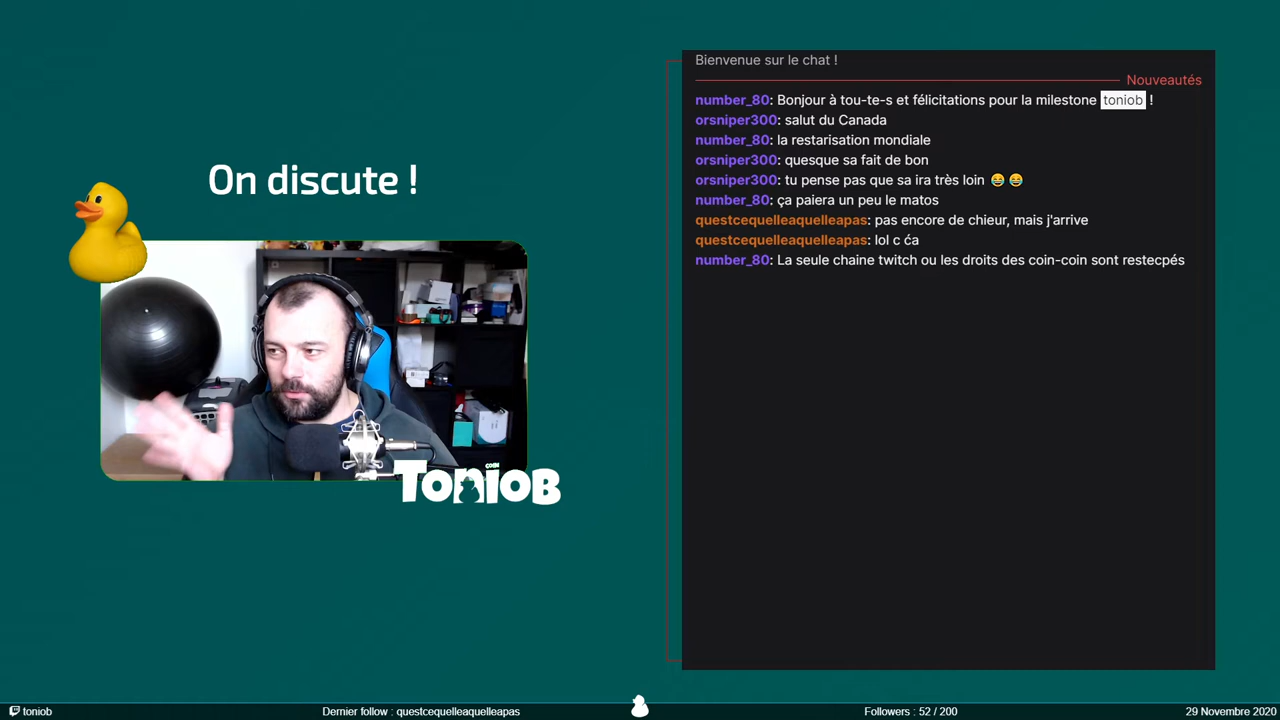 Bienvenue sur le chat !
Nouveautés
number_80: Bonjour à tou-te-s et félicitations pour la milestone toniob !
orsniper300: salut du Canada
number_80: la restarisation mondiale
orsniper300: quesque sa fait de bon
orsniper300: tu pense pas que sa ira très loin 😂 😂
number_80: ça paiera un peu le matos
questcequelleaquelleapas: pas encore de chieur, mais j'arrive
questcequelleaquelleapas: lol c ća
number_80: La seule chaine twitch ou les droits des coin-coin sont restecpés
On discute !
COIN
TONIOB
toniob
Dernier follow : questcequelleaquelleapas
Followers : 52 / 200
29 Novembre 2020